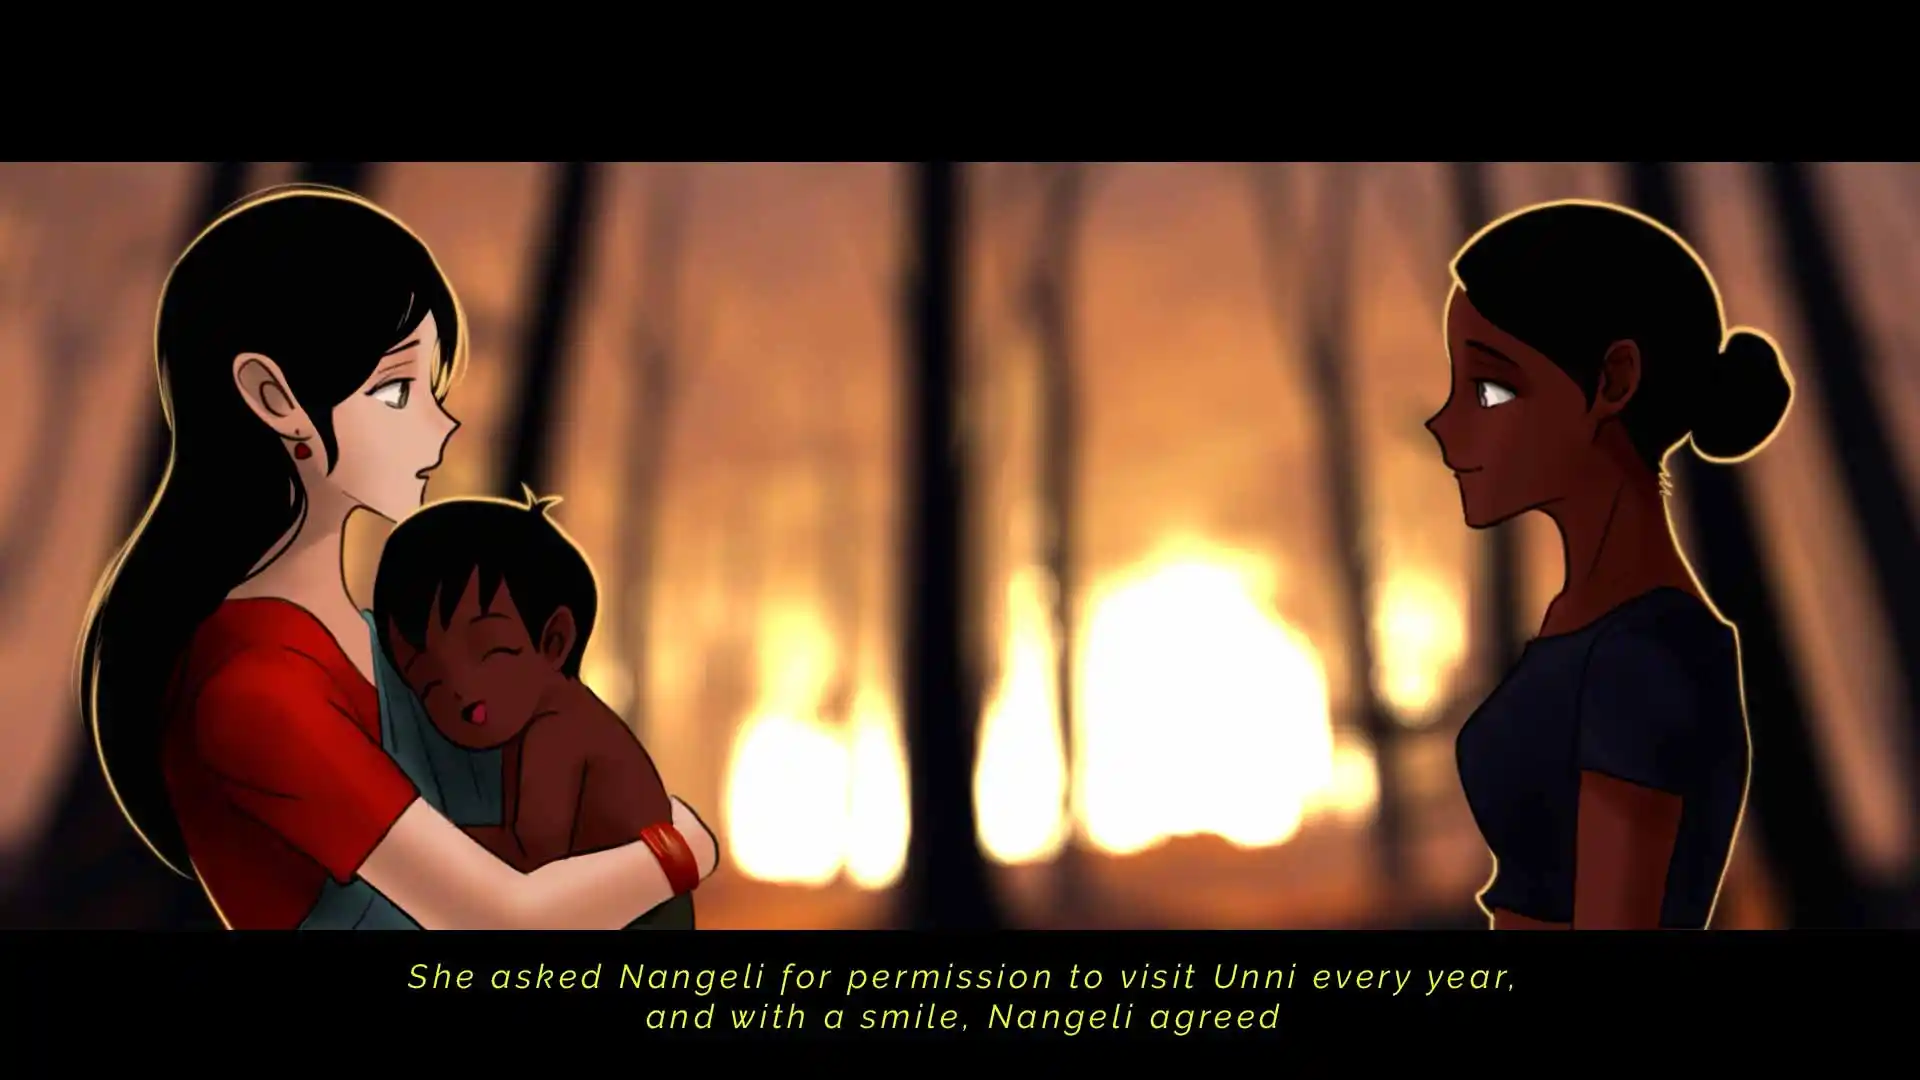 She asked Nangeli for permission to visit Unni every year,
and with a smile, Nangeli agreed